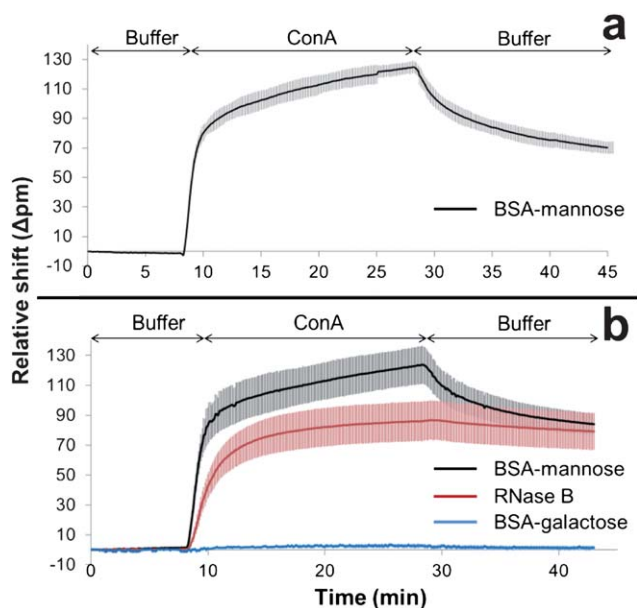 a
Buffer ConA Buffer
130
110
90
70
50
30
10
-10
BSA-mannose
0 5 10 15 20 25 30 35 40 45
Relative shift (Δpm)
b
Buffer ConA Buffer
130
110
90
70
50
30
10
-10
BSA-mannose
RNase B
BSA-galactose
0 10 20 30 40
Time (min)